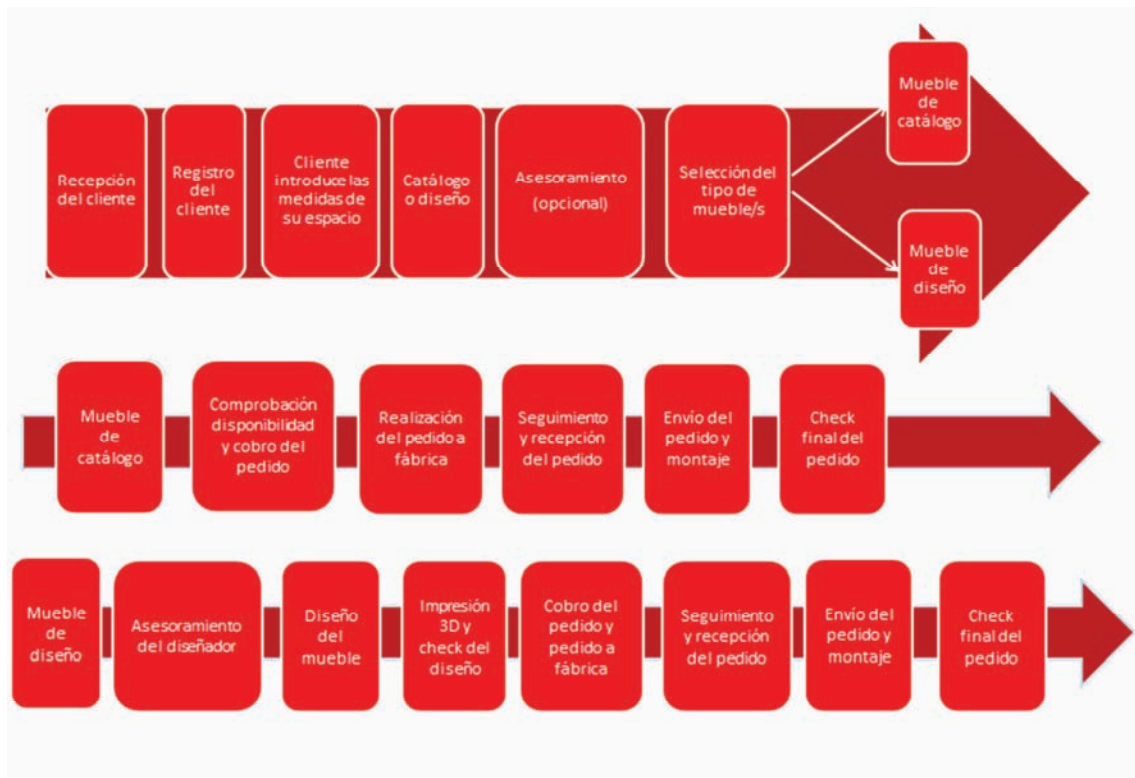 Recepción
del cliente
Registro
del
cliente
Cliente
introduce las
medidas de
su espacio
Catálogo
o diseño
Asesoramiento
(opcional)
Selección del
tipo de
mueble/s
Mueble
de
catálogo
Mueble
de
diseño
Mueble
de
catálogo
Comprobación
disponibilidad
y cobro del
pedido
Realización
del pedido a
fábrica
Seguimiento
y recepción
del pedido
Envío del
pedido y
montaje
Check
final del
pedido
Mueble
de
diseño
Asesoramiento
del diseñador
Diseño
del
mueble
Impresión
3D y
check del
diseño
Cobro del
pedido y
pedido a
fábrica
Seguimiento
y recepción
del pedido
Envío del
pedido y
montaje
Check
final del
pedido